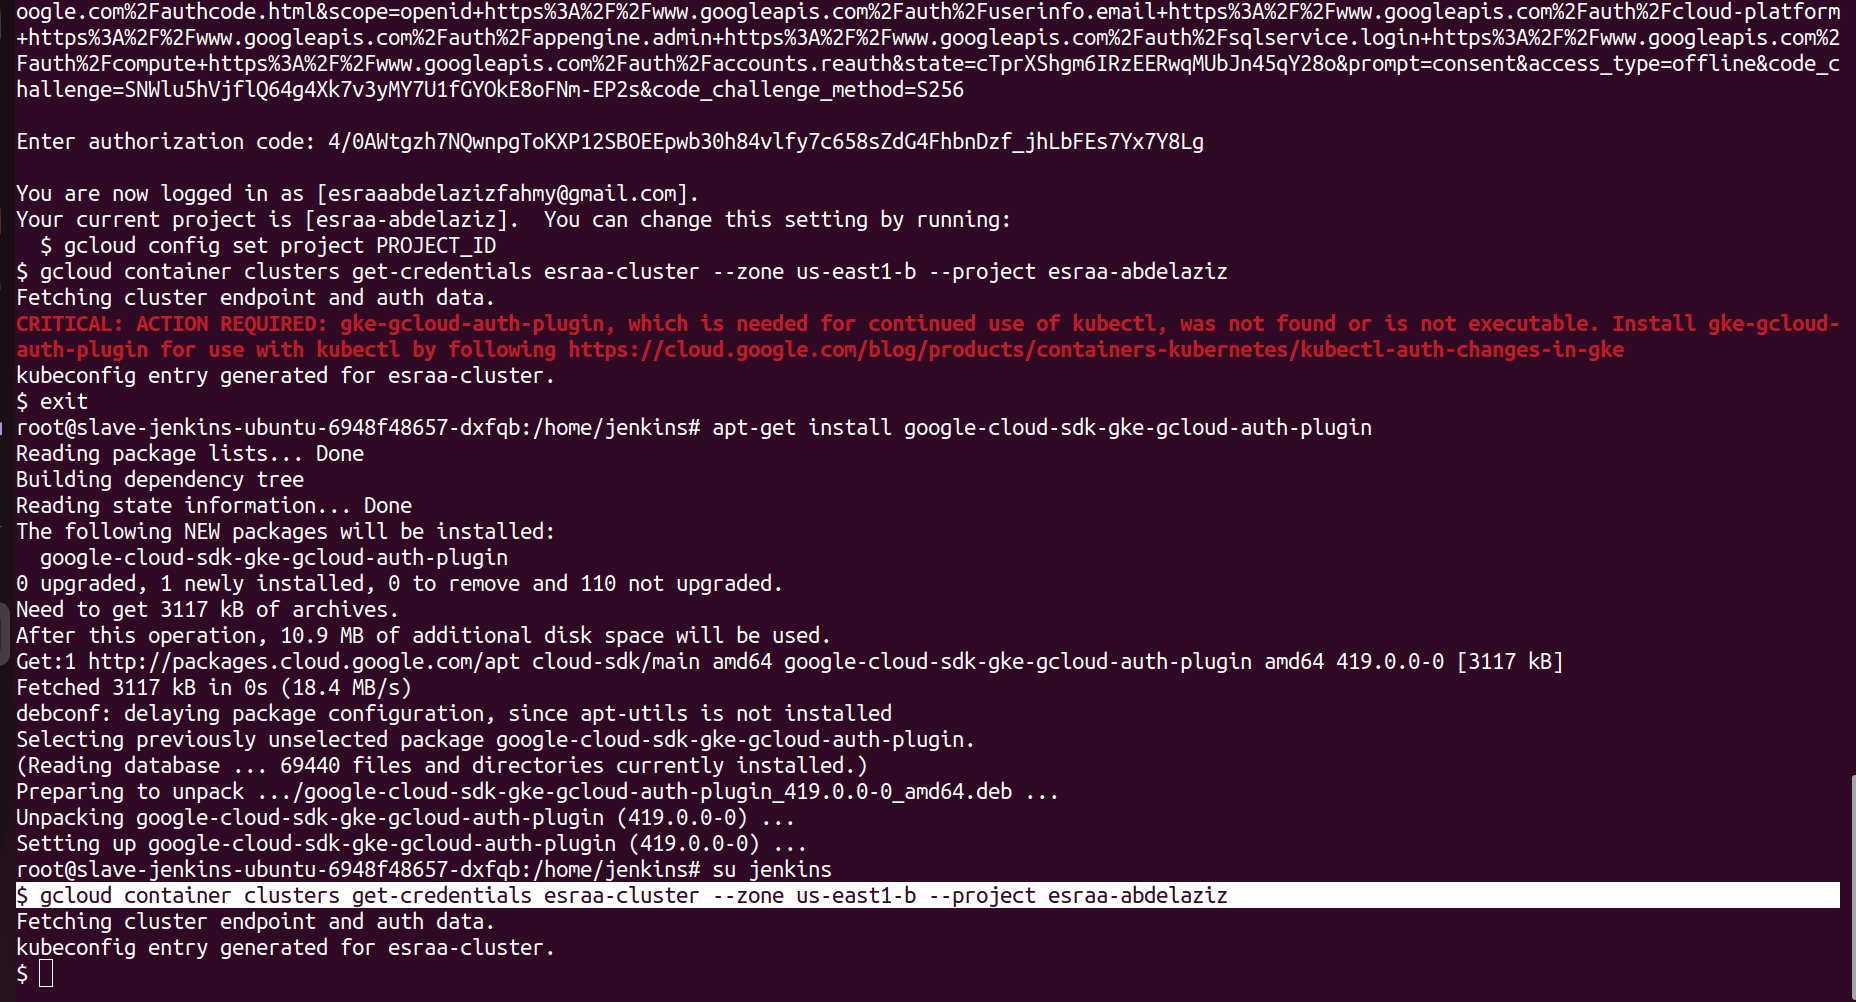 oogle.com%2Fauthcode.html&scope=openid+https%3A%2F%2Fwww.googleapis.com%2Fauth%2Fuserinfo.email+https%3A%2F%2Fwww.googleapis.com%2Fauth%2Fcloud-platform
+https%3A%2F%2Fwww.googleapis.com%2Fauth%2Fappengine.admin+https%3A%2F%2Fwww.googleapis.com%2Fauth%2Fsqlservice.login+https%3A%2F%2Fwww.googleapis.com%2
Fauth%2Fcompute+https%3A%2F%2Fwww.googleapis.com%2Fauth%2Faccounts.reauth&state=cTprXShgm6IRzEERwqMUbJn45qY28o&prompt=consent&access_type=offline&code_c
hallenge=SNWlu5hVjflQ64g4Xk7v3yMY7U1fGYOkE8oFNm-EP2s&code_challenge_method=S256
Enter authorization code: 4/0AWtgzh7NQwnpgToKXP12SBOEEpwb30h84vlfy7c658sZdG4FhbnDzf_jhLbFEs7Yx7Y8Lg
You are now logged in as [esraaabdelazizfahmy@gmail.com].
Your current project is [esraa-abdelaziz].  You can change this setting by running:
  $ gcloud config set project PROJECT_ID
$ gcloud container clusters get-credentials esraa-cluster --zone us-east1-b --project esraa-abdelaziz
Fetching cluster endpoint and auth data.
CRITICAL: ACTION REQUIRED: gke-gcloud-auth-plugin, which is needed for continued use of kubectl, was not found or is not executable. Install gke-gcloud-
auth-plugin for use with kubectl by following https://cloud.google.com/blog/products/containers-kubernetes/kubectl-auth-changes-in-gke
kubeconfig entry generated for esraa-cluster.
$ exit
root@slave-jenkins-ubuntu-6948f48657-dxfqb:/home/jenkins# apt-get install google-cloud-sdk-gke-gcloud-auth-plugin
Reading package lists... Done
Building dependency tree
Reading state information... Done
The following NEW packages will be installed:
  google-cloud-sdk-gke-gcloud-auth-plugin
0 upgraded, 1 newly installed, 0 to remove and 110 not upgraded.
Need to get 3117 kB of archives.
After this operation, 10.9 MB of additional disk space will be used.
Get:1 http://packages.cloud.google.com/apt cloud-sdk/main amd64 google-cloud-sdk-gke-gcloud-auth-plugin amd64 419.0.0-0 [3117 kB]
Fetched 3117 kB in 0s (18.4 MB/s)
debconf: delaying package configuration, since apt-utils is not installed
Selecting previously unselected package google-cloud-sdk-gke-gcloud-auth-plugin.
(Reading database ... 69440 files and directories currently installed.)
Preparing to unpack .../google-cloud-sdk-gke-gcloud-auth-plugin_419.0.0-0_amd64.deb ...
Unpacking google-cloud-sdk-gke-gcloud-auth-plugin (419.0.0-0) ...
Setting up google-cloud-sdk-gke-gcloud-auth-plugin (419.0.0-0) ...
root@slave-jenkins-ubuntu-6948f48657-dxfqb:/home/jenkins# su jenkins
$ gcloud container clusters get-credentials esraa-cluster --zone us-east1-b --project esraa-abdelaziz
Fetching cluster endpoint and auth data.
kubeconfig entry generated for esraa-cluster.
$